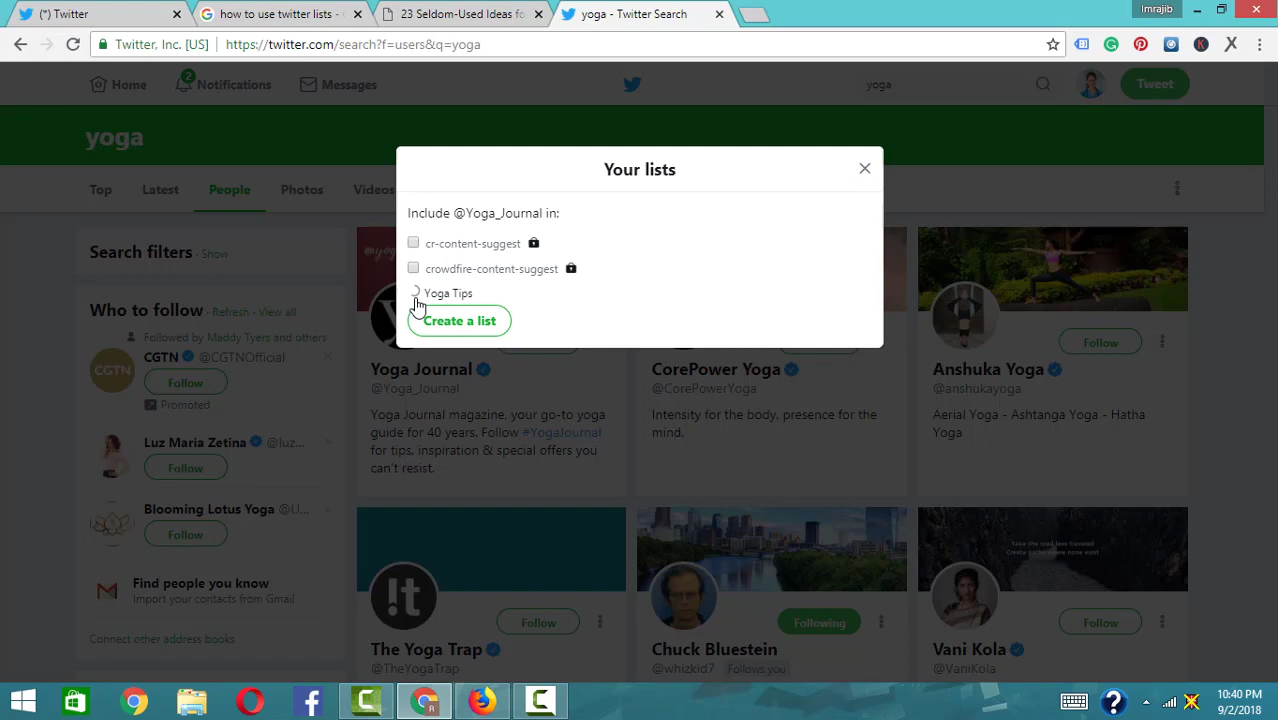 (*) Twitter
how to use twitter lists -
23 Seldom-Used Ideas fo
yoga - Twitter Search
Imrajib
Twitter, Inc. [US]
https://twitter.com/search?f=users&q=yoga
Home
2
Notifications
Messages
yoga
Tweet
yoga
Top
Latest
People
Photos
Videos
Your lists
Include @Yoga_Journal in:
cr-content-suggest
crowdfire-content-suggest
Yoga Tips
Create a list
Search filters · Show
Who to follow · Refresh · View all
Followed by Maddy Tyers and others
CGTN @CGTNOfficial
CGTN
Follow
Promoted
Luz Maria Zetina @luz...
Follow
Blooming Lotus Yoga @U...
Follow
Find people you know
Import your contacts from Gmail
Connect other address books
Yoga Journal
@Yoga_Journal
Yoga Journal magazine, your go-to yoga
guide for 40 years. Follow #YogaJournal
for tips, inspiration & special offers you
can't resist.
CorePower Yoga
@CorePowerYoga
Intensity for the body, presence for the
mind.
Follow
Anshuka Yoga
@anshukayoga
Aerial Yoga - Ashtanga Yoga - Hatha
Yoga
!t
Follow
The Yoga Trap
@TheYogaTrap
Following
Chuck Bluestein
@whizkid7 Follows you
Take the road less traveled
Follow
Vani Kola
@VaniKola
10:40 PM
9/2/2018